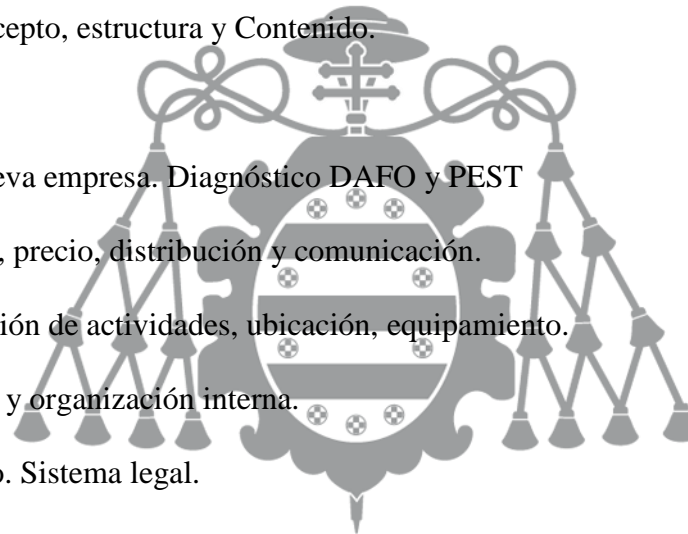 cepto, estructura y Contenido.
eva empresa. Diagnóstico DAFO y PEST
, precio, distribución y comunicación.
ión de actividades, ubicación, equipamiento.
y organización interna.
o. Sistema legal.